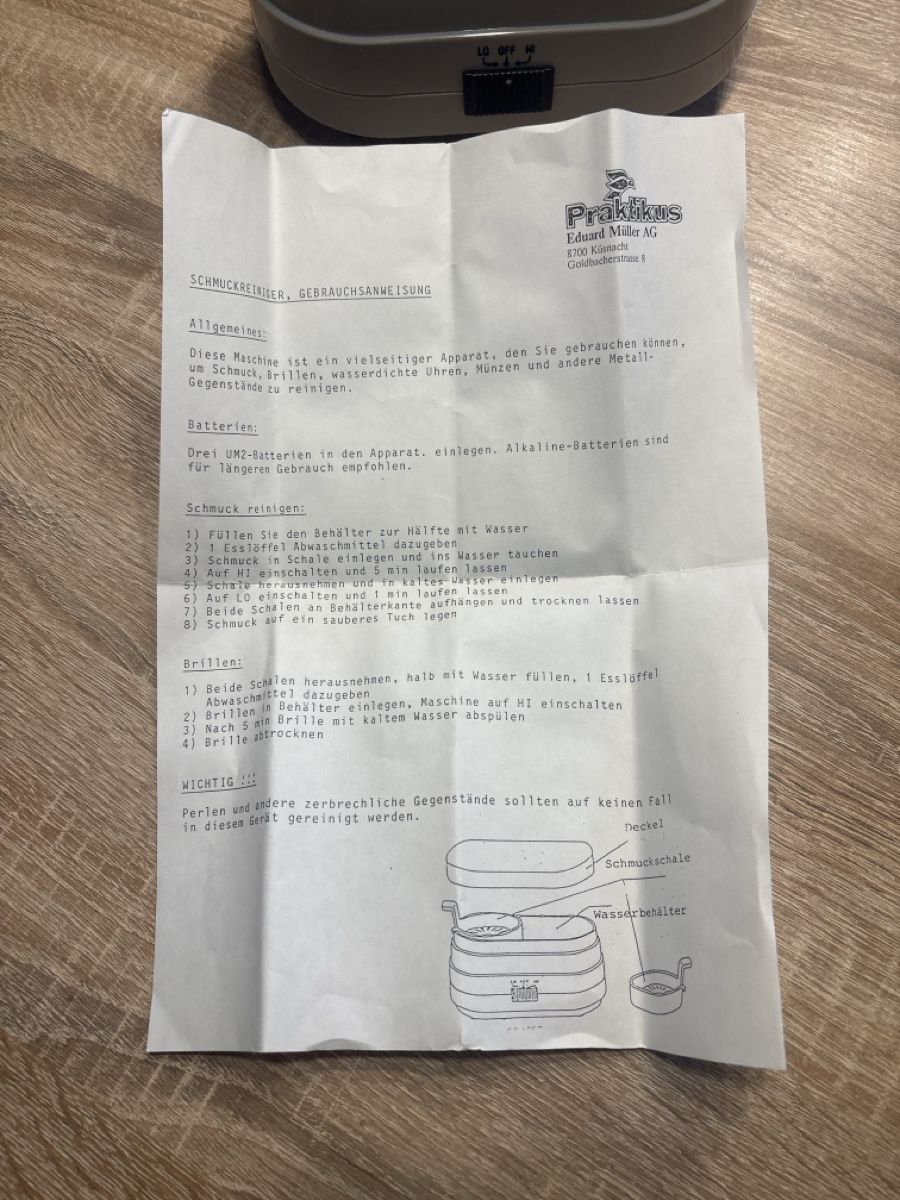 LO OFF HI
Praktikus
Eduard Müller AG
8700 Küsnacht
Goldbacherstrasse 8
SCHMUCKREINIGER, GEBRAUCHSANWEISUNG
Allgemeines:
Diese Maschine ist ein vielseitiger Apparat, den Sie gebrauchen können,
um Schmuck, Brillen, wasserdichte Uhren, Münzen und andere Metall-
Gegenstände zu reinigen.
Batterien:
Drei UM2-Batterien in den Apparat. einlegen. Alkaline-Batterien sind
für längeren Gebrauch empfohlen.
Schmuck reinigen:
1) Füllen Sie den Behälter zur Hälfte mit Wasser
2) 1 Esslöffel Abwaschmittel dazugeben
3) Schmuck in Schale einlegen und ins Wasser tauchen
4) Auf HI einschalten und 5 min laufen lassen
5) Schale herausnehmen und in kaltes Wasser einlegen
6) Auf LO einschalten und 1 min laufen lassen
7) Beide Schalen an Behälterkante aufhängen und trocknen lassen
8) Schmuck auf ein sauberes Tuch legen
Brillen:
1) Beide Schalen herausnehmen, halb mit Wasser füllen, 1 Esslöffel
Abwaschmittel dazugeben
2) Brillen in Behälter einlegen, Maschine auf HI einschalten
3) Nach 5 min Brille mit kaltem Wasser abspülen
4) Brille abtrocknen
WICHTIG !!!
Perlen und andere zerbrechliche Gegenstände sollten auf keinen Fall
in diesem Gerät gereinigt werden.
Deckel
Schmuckschale
Wasserbehälter